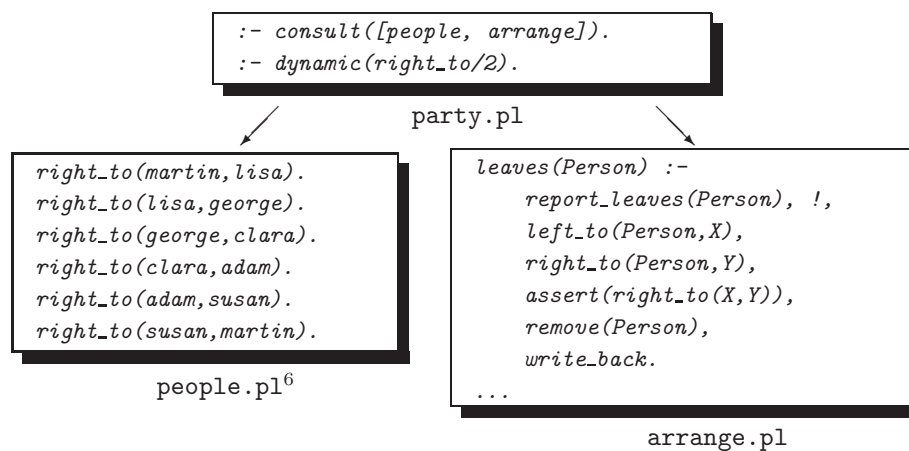 :- consult([people, arrange]).
:- dynamic(right_to/2).
party.pl
right_to(martin,lisa).
right_to(lisa,george).
right_to(george,clara).
right_to(clara,adam).
right_to(adam,susan).
right_to(susan,martin).
people.pl⁶
leaves(Person) :-
report_leaves(Person), !,
left_to(Person,X),
right_to(Person,Y),
assert(right_to(X,Y)),
remove(Person),
write_back.
...
arrange.pl